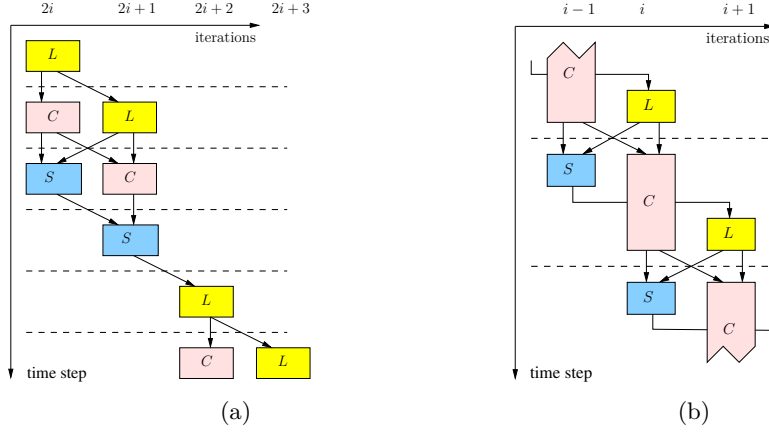 2i 2i + 1 2i + 2 2i + 3
iterations
L
C L
S C
S
L
C L
time step
(a)
i − 1 i i + 1
iterations
C
L
S
C
L
S
C
time step
(b)